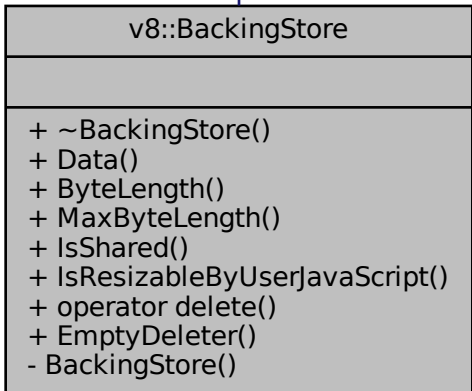 v8::BackingStore
+ ~BackingStore()
+ Data()
+ ByteLength()
+ MaxByteLength()
+ IsShared()
+ IsResizableByUserJavaScript()
+ operator delete()
+ EmptyDeleter()
- BackingStore()